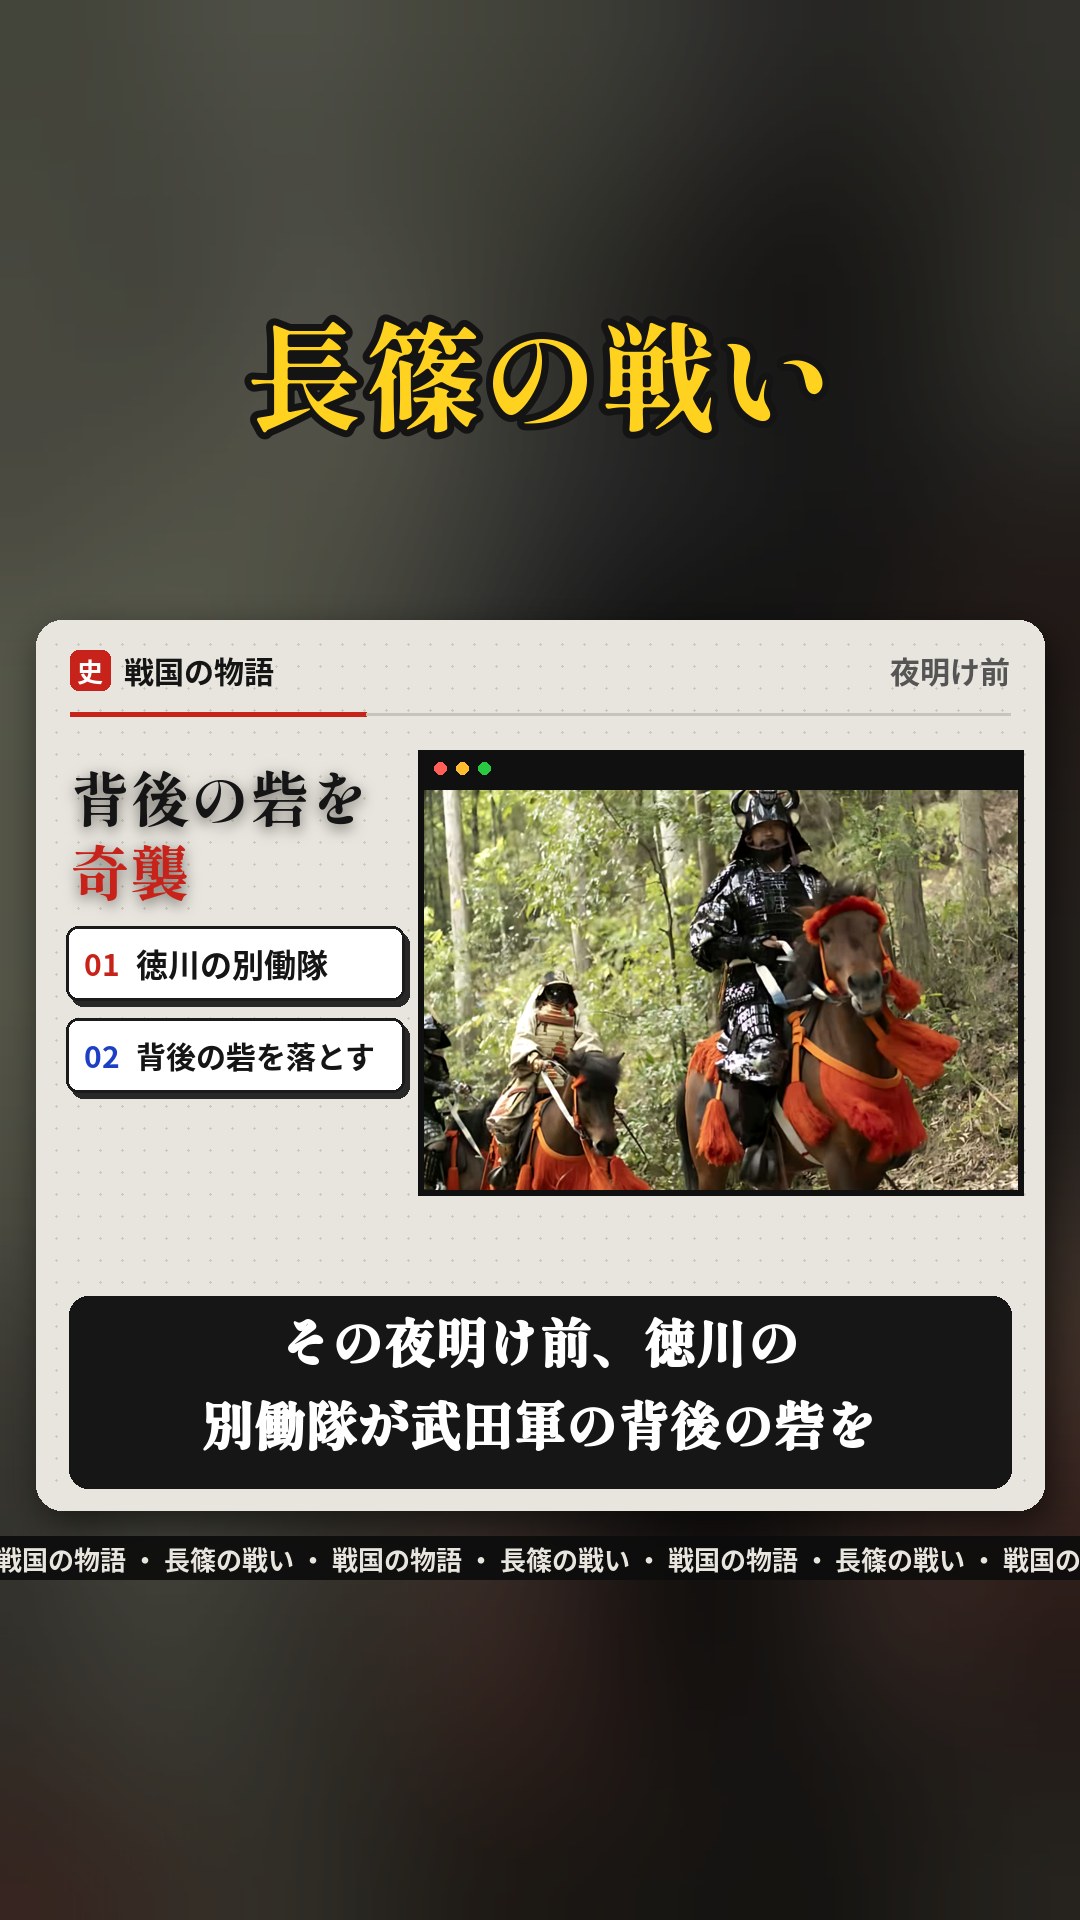 長篠の戦い
史 戦国の物語
夜明け前
背後の砦を
奇襲
01 徳川の別働隊
02 背後の砦を落とす
その夜明け前、徳川の
別働隊が武田軍の背後の砦を
戦国の物語 ・ 長篠の戦い ・ 戦国の物語 ・ 長篠の戦い ・ 戦国の物語 ・ 長篠の戦い ・ 戦国の